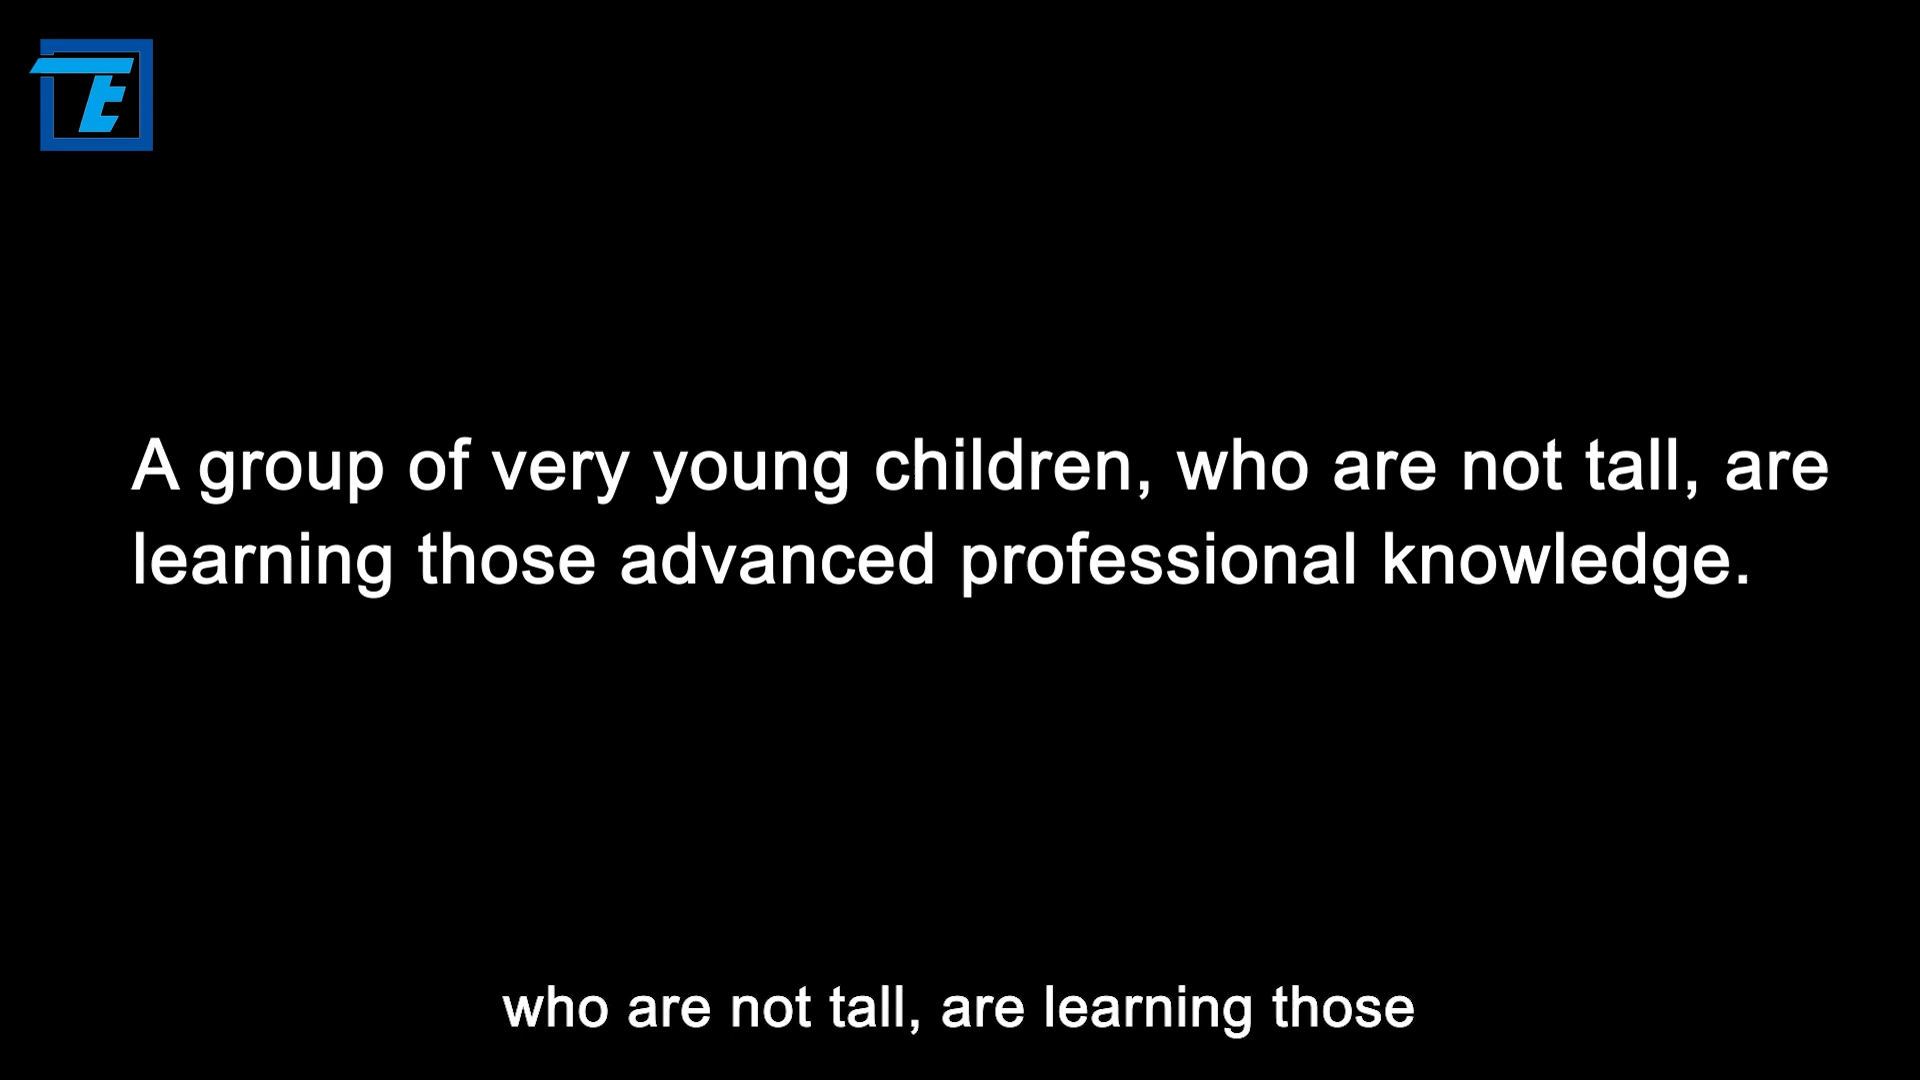 TE
A group of very young children, who are not tall, are
learning those advanced professional knowledge.
who are not tall, are learning those